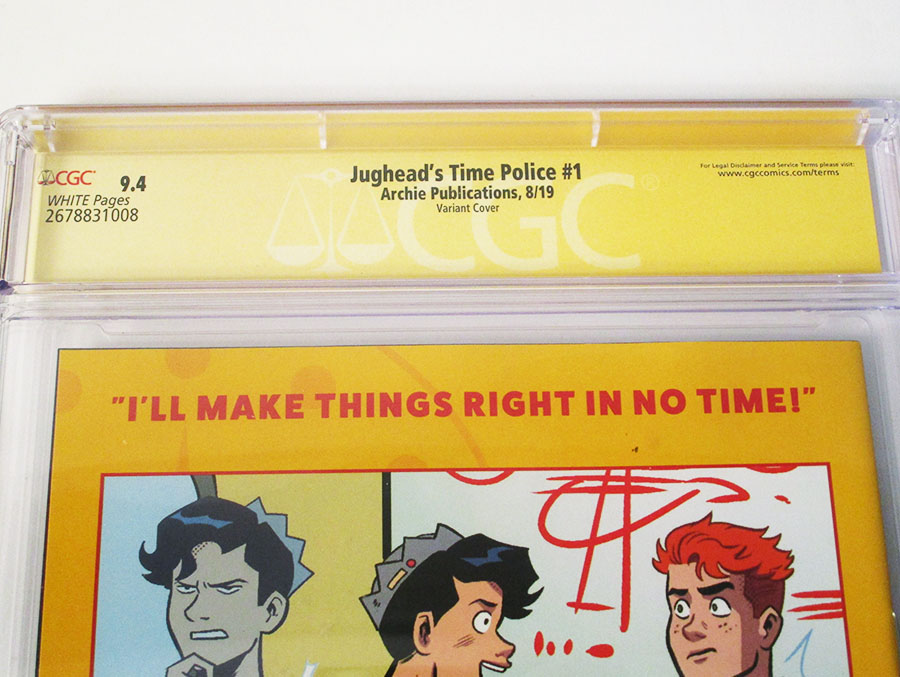 CGC
9.4
WHITE Pages
2678831008
Jughead's Time Police #1
Archie Publications, 8/19
Variant Cover
For Legal Disclaimer and Service Terms please visit:
www.cgccomics.com/terms
CGC®
"I'LL MAKE THINGS RIGHT IN NO TIME!"